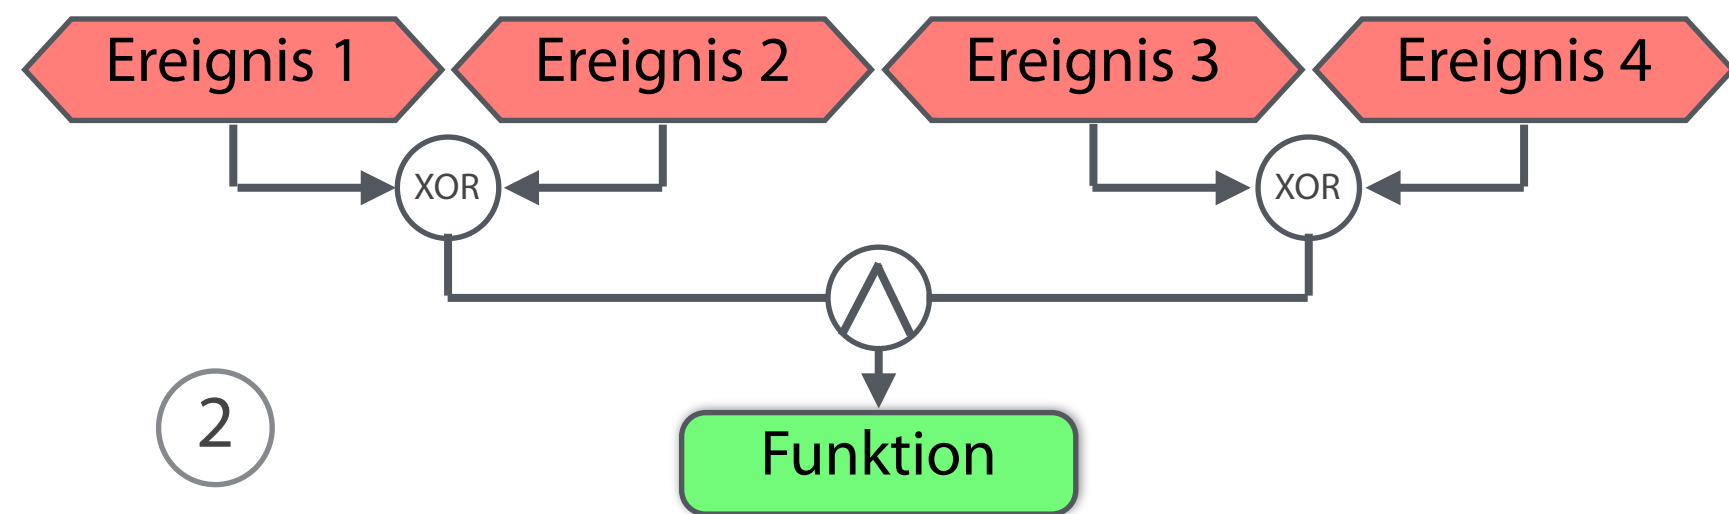 Ereignis 1
Ereignis 2
Ereignis 3
Ereignis 4
XOR
XOR
2
Funktion